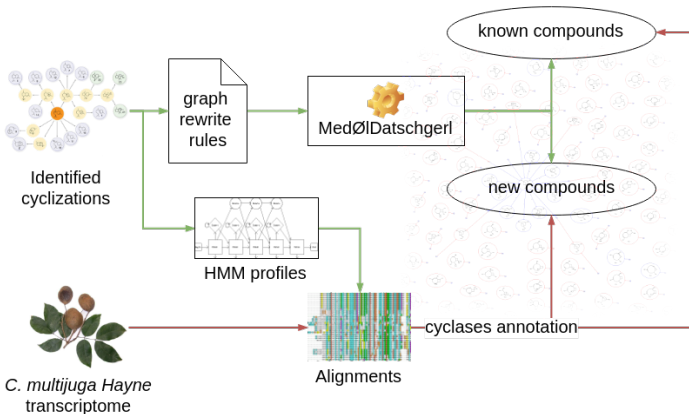 known compounds
graph
rewrite
rules
MedØlDatschgerl
Identified
cyclizations
new compounds
HMM profiles
cyclases annotation
Alignments
C. multijuga Hayne
transcriptome